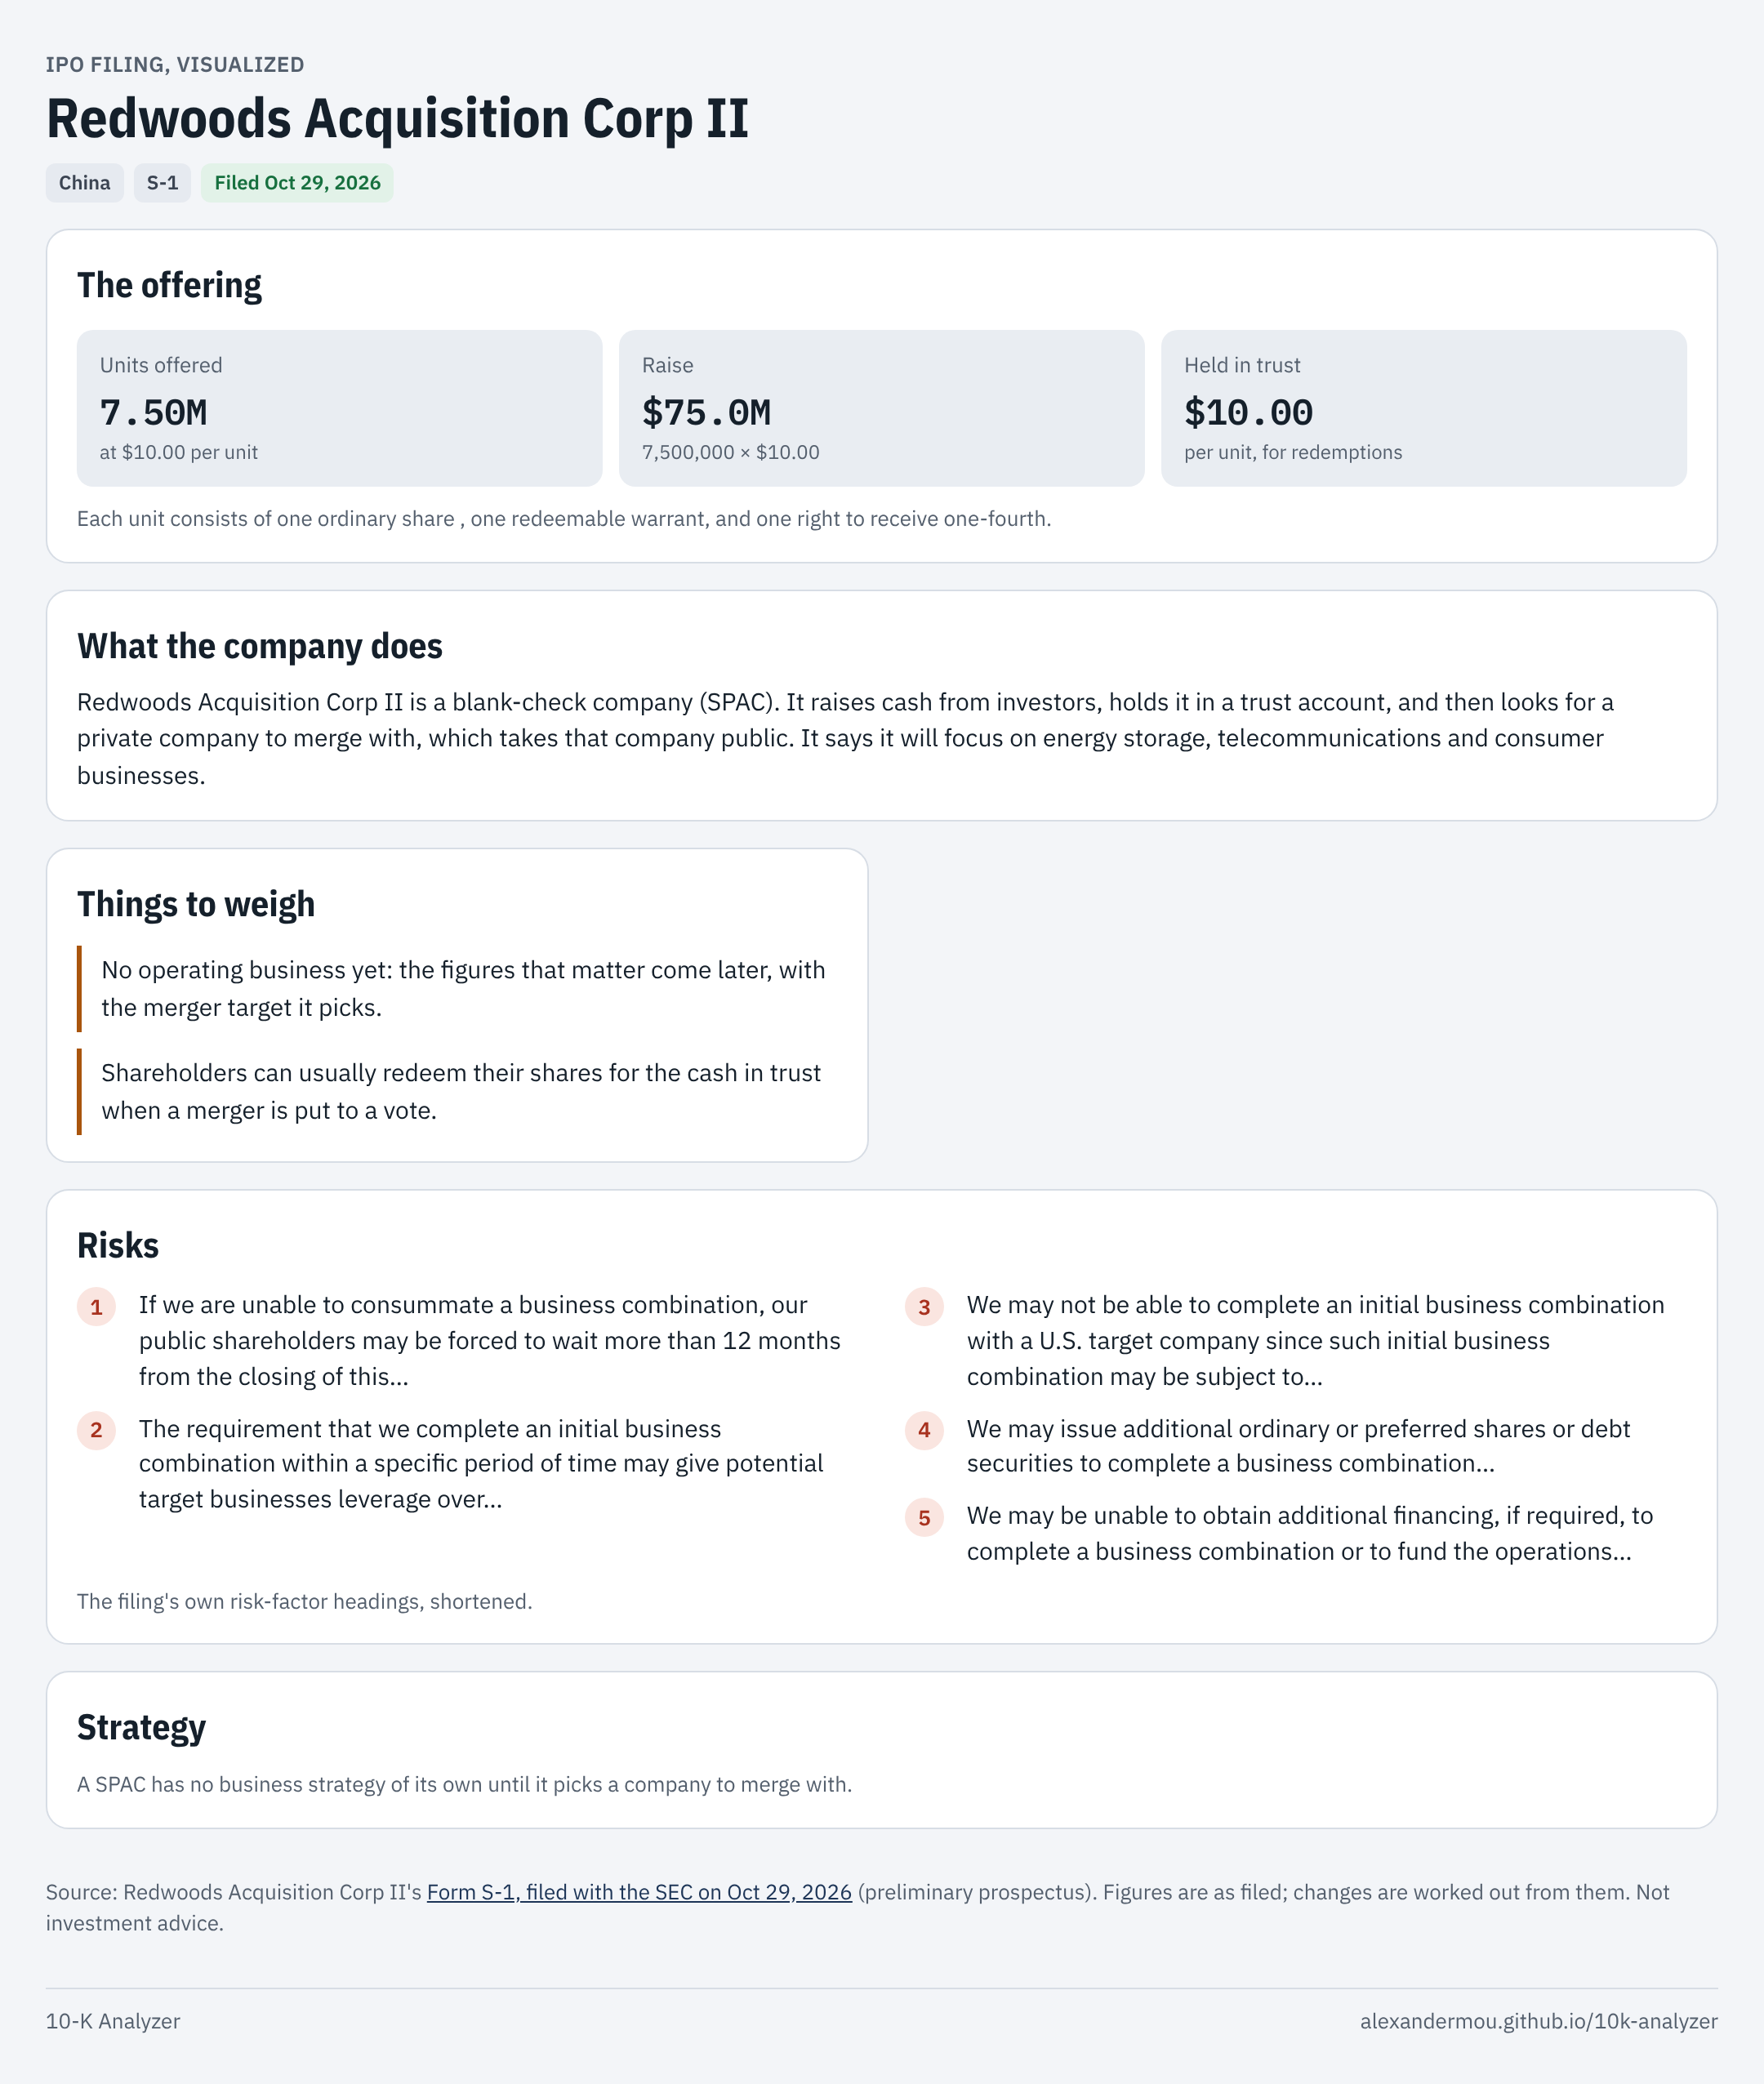 IPO FILING, VISUALIZED
Redwoods Acquisition Corp II
China
S-1
Filed Oct 29, 2026
The offering
Units offered
7.50M
at $10.00 per unit
Raise
$75.0M
7,500,000 × $10.00
Held in trust
$10.00
per unit, for redemptions
Each unit consists of one ordinary share , one redeemable warrant, and one right to receive one-fourth.
What the company does
Redwoods Acquisition Corp II is a blank-check company (SPAC). It raises cash from investors, holds it in a trust account, and then looks for a
private company to merge with, which takes that company public. It says it will focus on energy storage, telecommunications and consumer
businesses.
Things to weigh
No operating business yet: the figures that matter come later, with
the merger target it picks.
Shareholders can usually redeem their shares for the cash in trust
when a merger is put to a vote.
Risks
1
If we are unable to consummate a business combination, our
public shareholders may be forced to wait more than 12 months
from the closing of this…
2
The requirement that we complete an initial business
combination within a specific period of time may give potential
target businesses leverage over…
3
We may not be able to complete an initial business combination
with a U.S. target company since such initial business
combination may be subject to…
4
We may issue additional ordinary or preferred shares or debt
securities to complete a business combination…
5
We may be unable to obtain additional financing, if required, to
complete a business combination or to fund the operations…
The filing's own risk-factor headings, shortened.
Strategy
A SPAC has no business strategy of its own until it picks a company to merge with.
Source: Redwoods Acquisition Corp II's Form S-1, filed with the SEC on Oct 29, 2026 (preliminary prospectus). Figures are as filed; changes are worked out from them. Not
investment advice.
10-K Analyzer
alexandermou.github.io/10k-analyzer